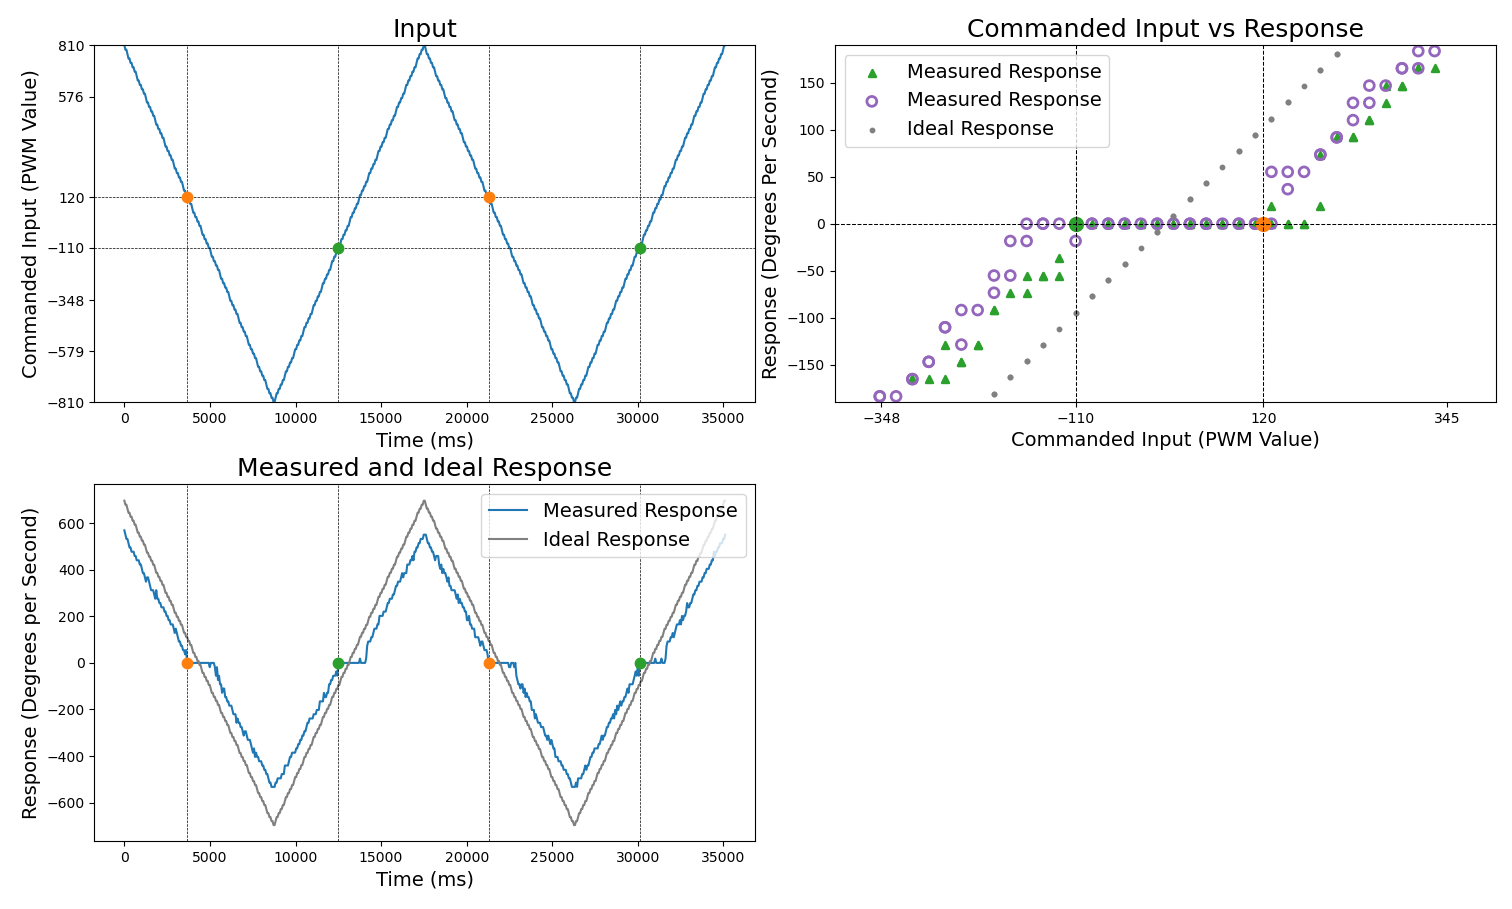 Input
Commanded Input (PWM Value)
810
576
120
−110
−348
−579
−810
0 5000 10000 15000 20000 25000 30000 35000
Time (ms)
Commanded Input vs Response
Response (Degrees Per Second)
150
100
50
0
−50
−100
−150
Measured Response
Measured Response
Ideal Response
−348 −110 120 345
Commanded Input (PWM Value)
Measured and Ideal Response
Response (Degrees per Second)
600
400
200
0
−200
−400
−600
Measured Response
Ideal Response
0 5000 10000 15000 20000 25000 30000 35000
Time (ms)